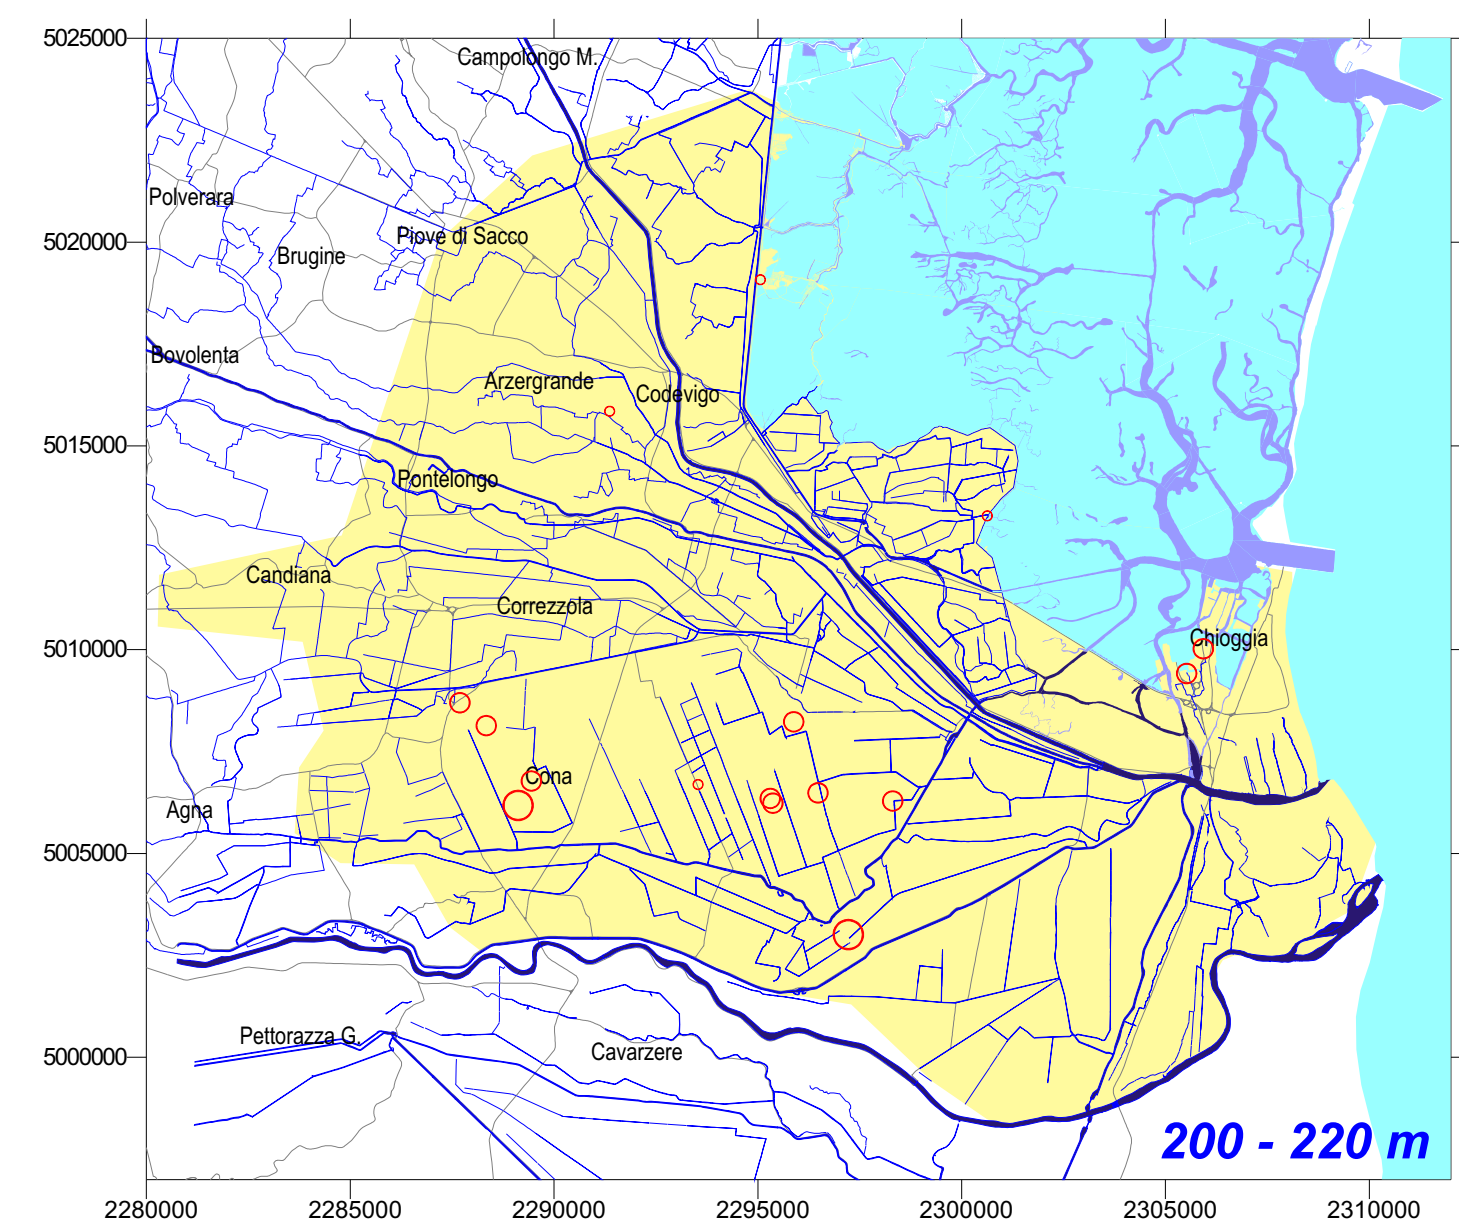 5025000
Campolongo M.
Polverara
5020000
Piove di Sacco
Brugine
Bovolenta
Arzergrande
Codevigo
5015000
Pontelongo
Candiana
Correzzola
5010000
Chioggia
Cona
Agna
5005000
Pettorazza G.
5000000
Cavarzere
200 - 220 m
2280000 2285000 2290000 2295000 2300000 2305000 2310000